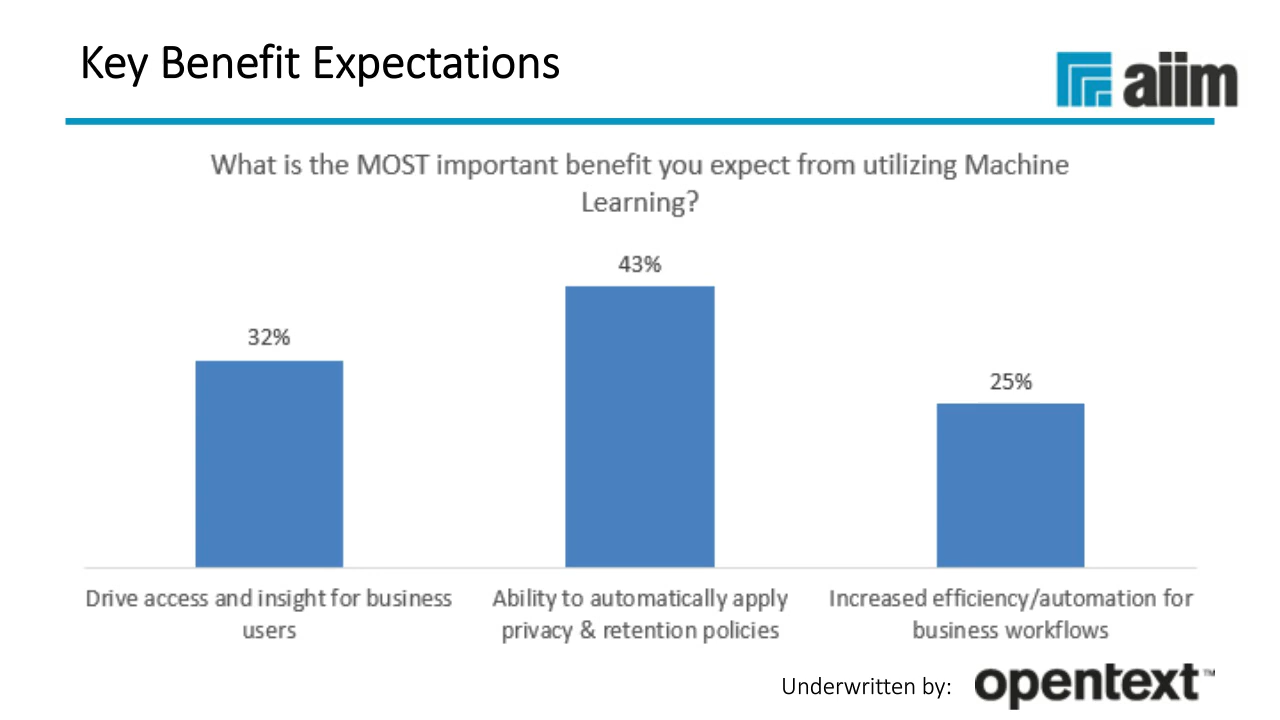 Key Benefit Expectations
aiim
What is the MOST important benefit you expect from utilizing Machine
Learning?
43%
32%
25%
Drive access and insight for business
users
Ability to automatically apply
privacy & retention policies
Increased efficiency/automation for
business workflows
Underwritten by:
opentext™